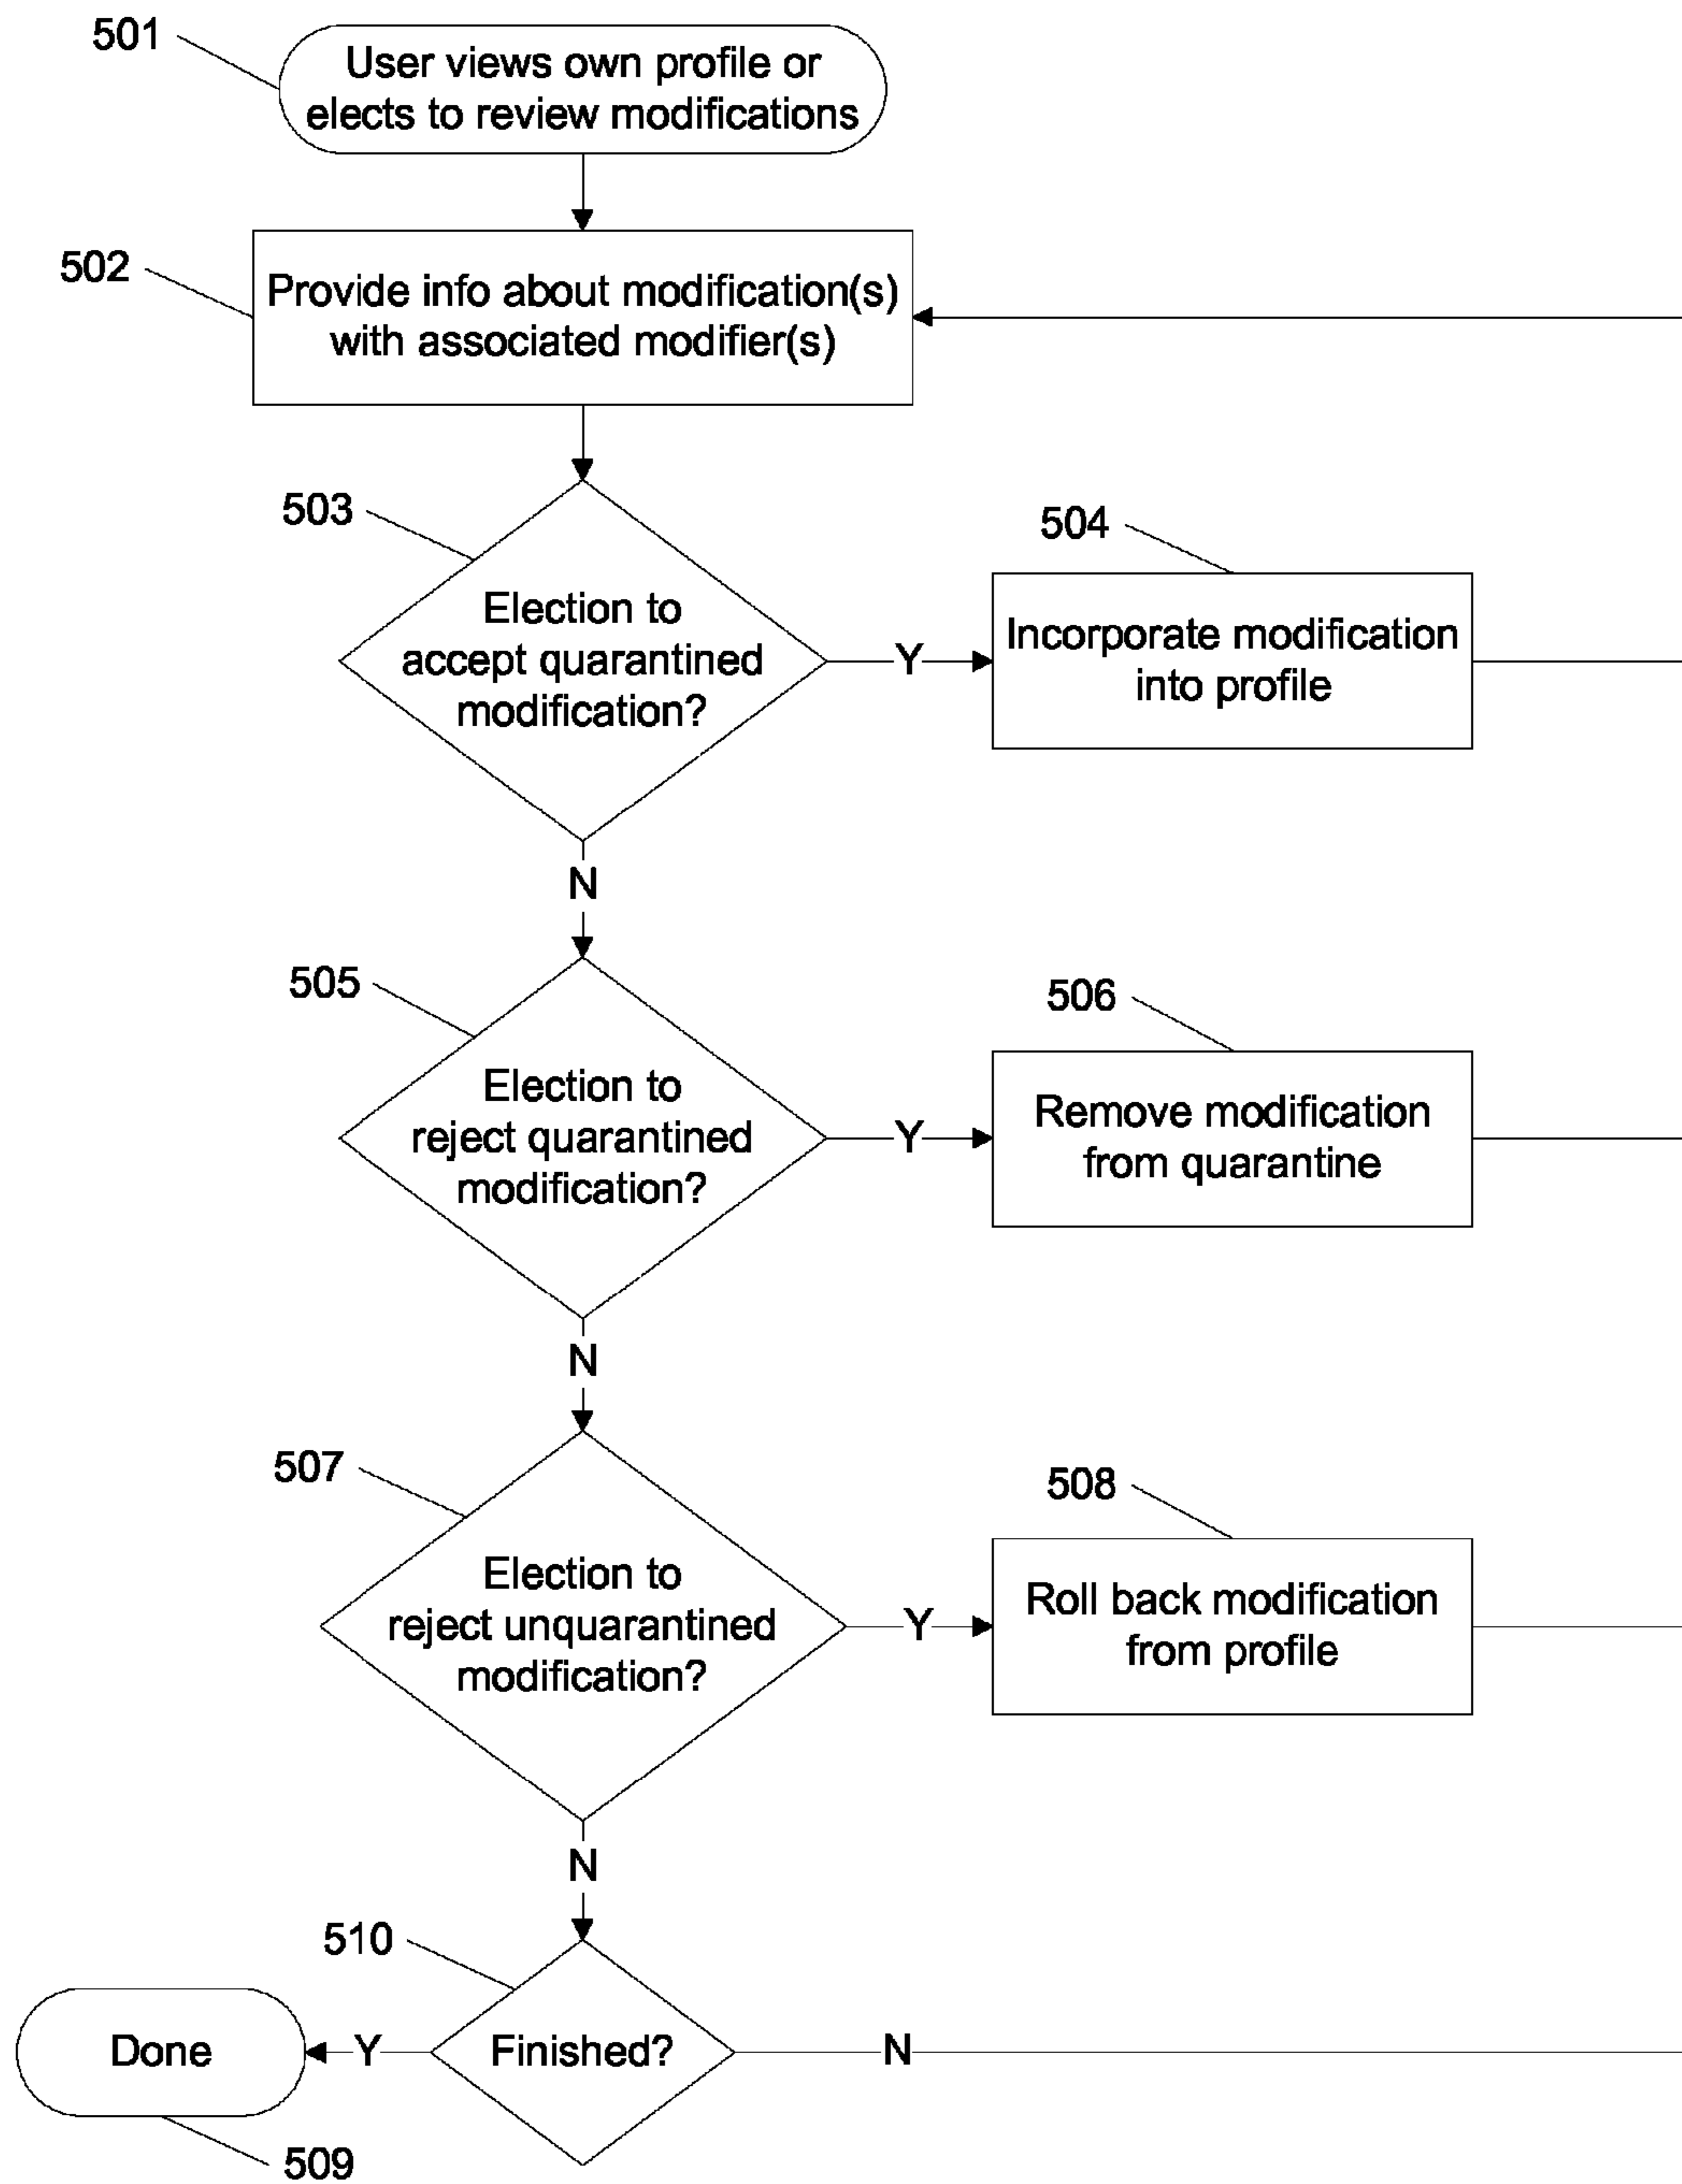 501
User views own profile or
elects to review modifications
502
Provide info about modification(s)
with associated modifier(s)
503
Election to
accept quarantined
modification?
Y
504
Incorporate modification
into profile
N
505
Election to
reject quarantined
modification?
Y
506
Remove modification
from quarantine
N
507
Election to
reject unquarantined
modification?
Y
508
Roll back modification
from profile
N
510
Finished?
Y
N
Done
509